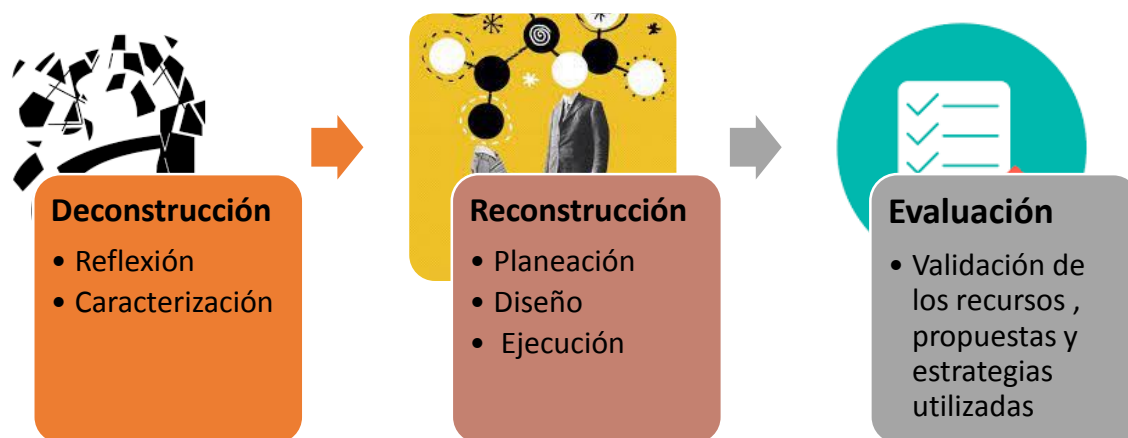 Deconstrucción
• Reflexión
• Caracterización
Reconstrucción
• Planeación
• Diseño
• Ejecución
Evaluación
• Validación de
los recursos ,
propuestas y
estrategias
utilizadas